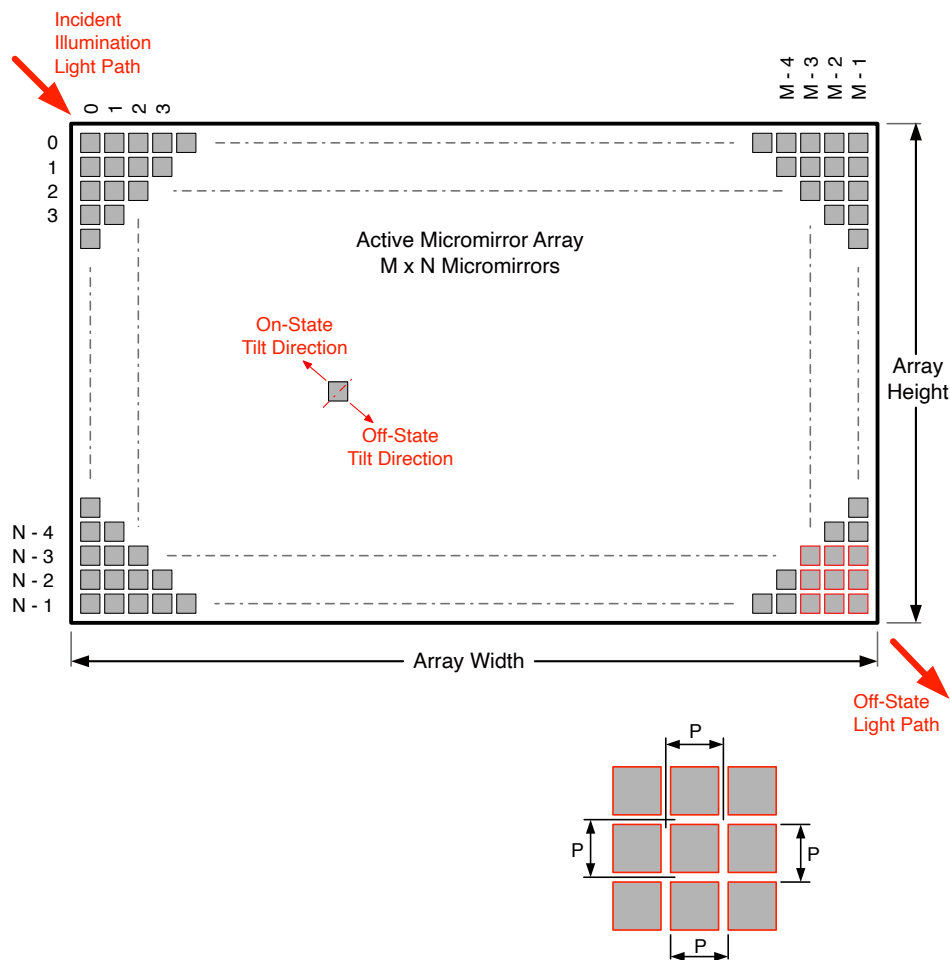 Incident
Illumination
Light Path
M - 4
M - 3
M - 2
M - 1
0
1
2
3
0
1
2
3
Active Micromirror Array
M x N Micromirrors
On-State
Tilt Direction
Off-State
Tilt Direction
Array
Height
N - 4
N - 3
N - 2
N - 1
Array Width
Off-State
Light Path
P
P
P
P